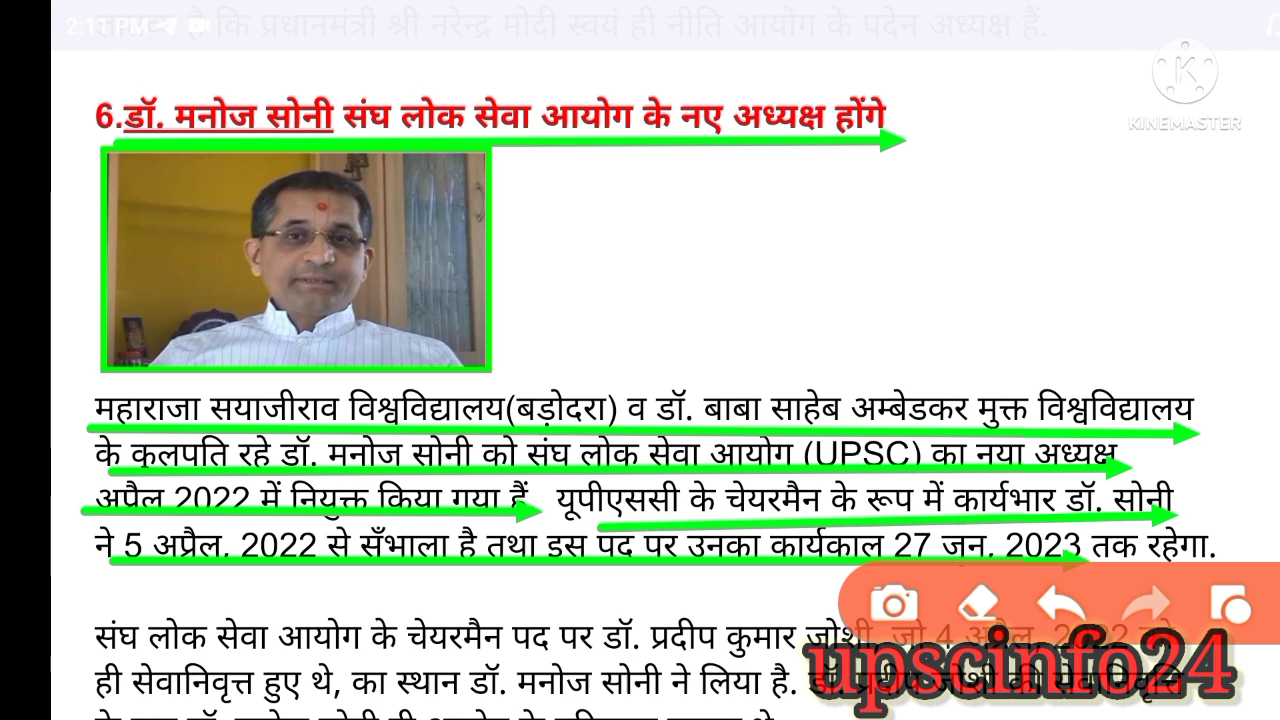 2:11 PM
है कि प्रधानमंत्री श्री नरेन्द्र मोदी स्वयं ही नीति आयोग के पदेन अध्यक्ष हैं.
K
KINEMASTER
6.डॉ. मनोज सोनी संघ लोक सेवा आयोग के नए अध्यक्ष होंगे
महाराजा सयाजीराव विश्वविद्यालय(बड़ोदरा) व डॉ. बाबा साहेब अम्बेडकर मुक्त विश्वविद्यालय
के कुलपति रहे डॉ. मनोज सोनी को संघ लोक सेवा आयोग (UPSC) का नया अध्यक्ष
अप्रैल 2022 में नियुक्त किया गया हैं यूपीएससी के चेयरमैन के रूप में कार्यभार डॉ. सोनी
ने 5 अप्रैल, 2022 से सँभाला है तथा इस पद पर उनका कार्यकाल 27 जून, 2023 तक रहेगा.
संघ लोक सेवा आयोग के चेयरमैन पद पर डॉ. प्रदीप कुमार जोशी, जो 4 अप्रैल, 2022 को
ही सेवानिवृत्त हुए थे, का स्थान डॉ. मनोज सोनी ने लिया है. डॉ. प्रदीप जोशी की सेवानिवृत्ति
upscinfo24